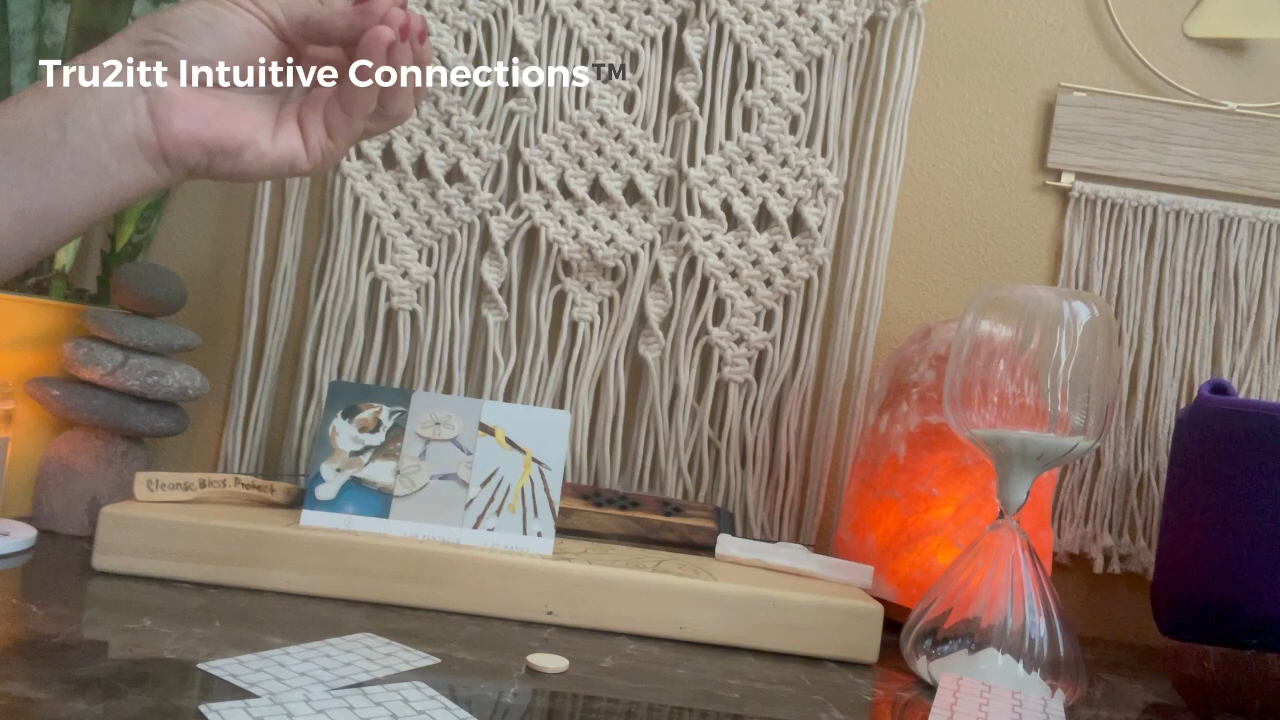 Tru2itt Intuitive Connections™
Cleanse, Bless, Protect